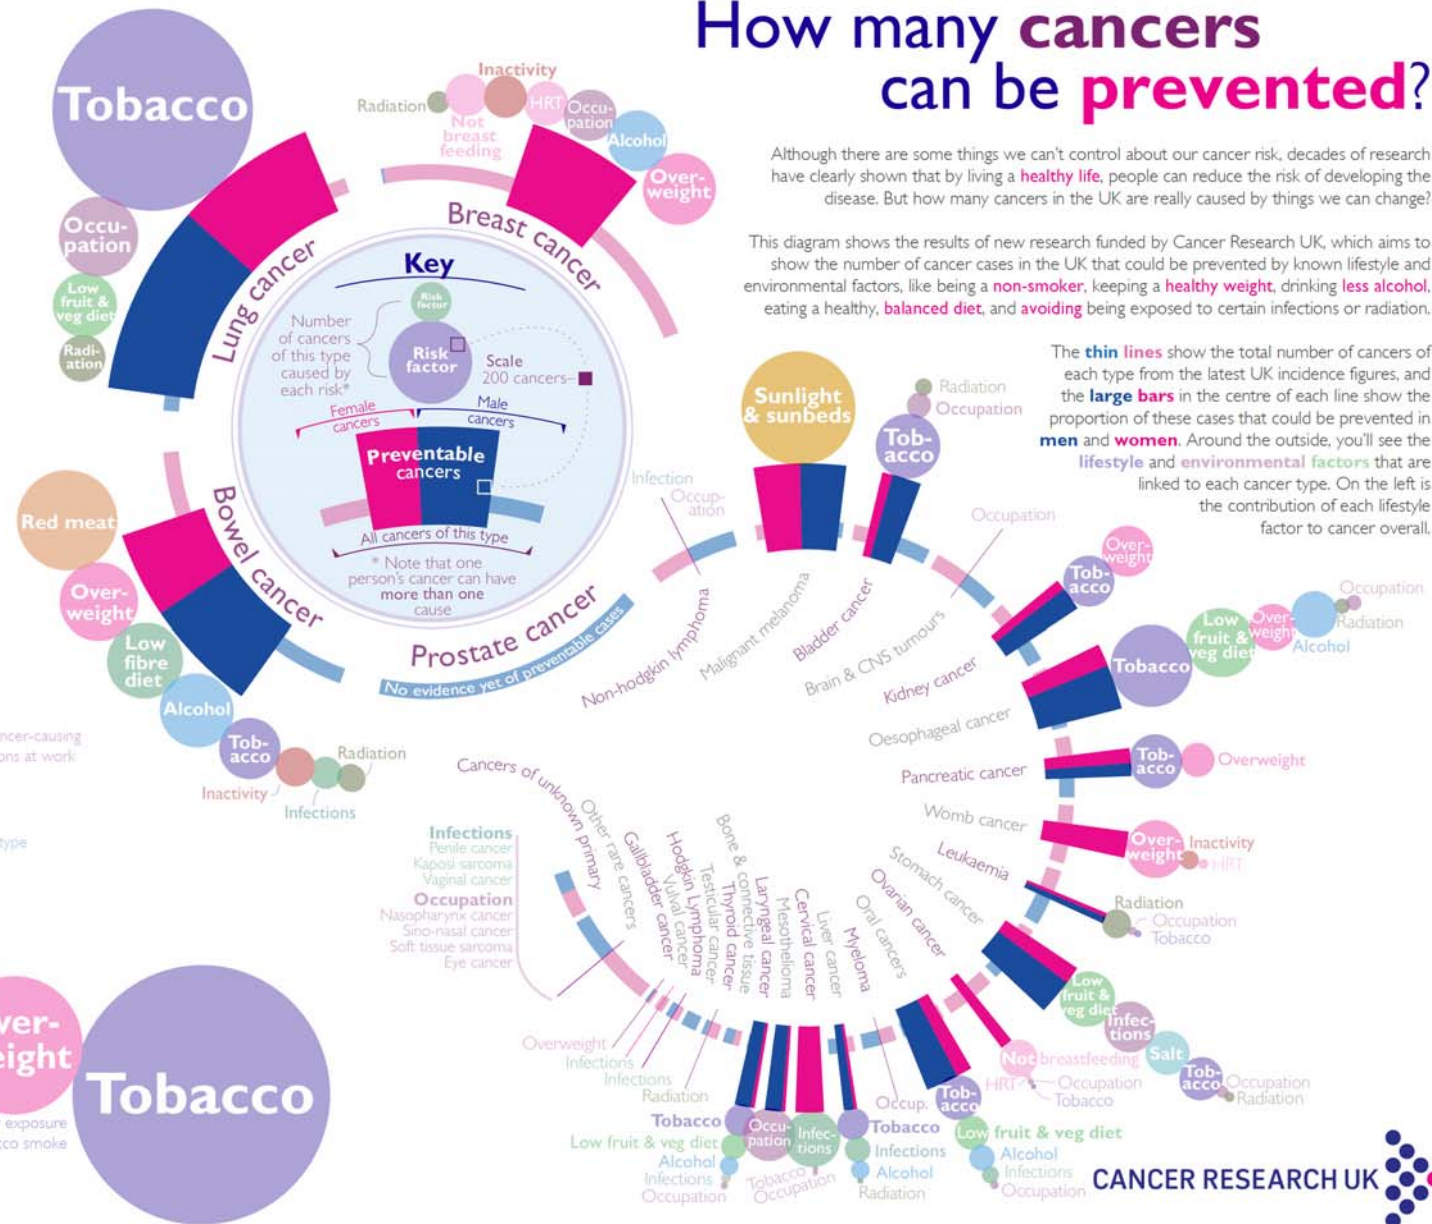 How many cancers
can be prevented?
Although there are some things we can't control about our cancer risk, decades of research
have clearly shown that by living a healthy life, people can reduce the risk of developing the
disease. But how many cancers in the UK are really caused by things we can change?
This diagram shows the results of new research funded by Cancer Research UK, which aims to
show the number of cancer cases in the UK that could be prevented by known lifestyle and
environmental factors, like being a non-smoker, keeping a healthy weight, drinking less alcohol,
eating a healthy, balanced diet, and avoiding being exposed to certain infections or radiation.
The thin lines show the total number of cancers of
each type from the latest UK incidence figures, and
the large bars in the centre of each line show the
proportion of these cases that could be prevented in
men and women. Around the outside, you'll see the
lifestyle and environmental factors that are
linked to each cancer type. On the left is
the contribution of each lifestyle
factor to cancer overall.
Tobacco
Occu-
pation
Low
fruit &
veg diet
Radi-
ation
Lung cancer
Inactivity
Radiation
Not
breast
feeding
HRT
Occu-
pation
Alcohol
Over-
weight
Breast cancer
Key
Risk
factor
Number
of cancers
of this type
caused by
each risk*
Risk
factor
Scale
200 cancers
Female
cancers
Male
cancers
Preventable
cancers
All cancers of this type
* Note that one
person's cancer can have
more than one
cause
Red meat
Over-
weight
Low
fibre
diet
Alcohol
Tob-
acco
Inactivity
Infections
Radiation
Bowel cancer
Prostate cancer
No evidence yet of preventable cases
Infection
Occup-
ation
Non-hodgkin lymphoma
Sunlight
& sunbeds
Malignant melanoma
Radiation
Occupation
Tob-
acco
Bladder cancer
Occupation
Brain & CNS tumours
Over-
weight
Tob-
acco
Kidney cancer
Tobacco
Low
fruit &
veg diet
Over-
weight
Alcohol
Occupation
Radiation
Oesophageal cancer
Tob-
acco
Overweight
Pancreatic cancer
Over-
weight
Inactivity
HRT
Womb cancer
Radiation
Occupation
Tobacco
Leukaemia
Low
fruit &
veg diet
Infec-
tions
Salt
Tob-
acco
Occupation
Radiation
Stomach cancer
Not breastfeeding
HRT
Occupation
Tobacco
Ovarian cancer
Tob-
acco
Low fruit & veg diet
Alcohol
Infections
Occupation
Oral cancers
Occup.
Myeloma
Tobacco
Infections
Alcohol
Radiation
Liver cancer
Infec-
tions
Tobacco
Cervical cancer
Occu-
pation
Occupation
Mesothelioma
Tobacco
Low fruit & veg diet
Alcohol
Infections
Occupation
Laryngeal cancer
Bone & connective tissue
Radiation
Thyroid cancer
Testicular cancer
Infections
Hodgkin Lymphoma
Infections
Vulval cancer
Overweight
Gallbladder cancer
Other rare cancers
Cancers of unknown primary
Infections
Penile cancer
Kaposi sarcoma
Vaginal cancer
Occupation
Nasopharynx cancer
Sino-nasal cancer
Soft tissue sarcoma
Eye cancer
ncer-causing
ons at work
type
ver-
eight
exposure
cco smoke
Tobacco
CANCER RESEARCH UK